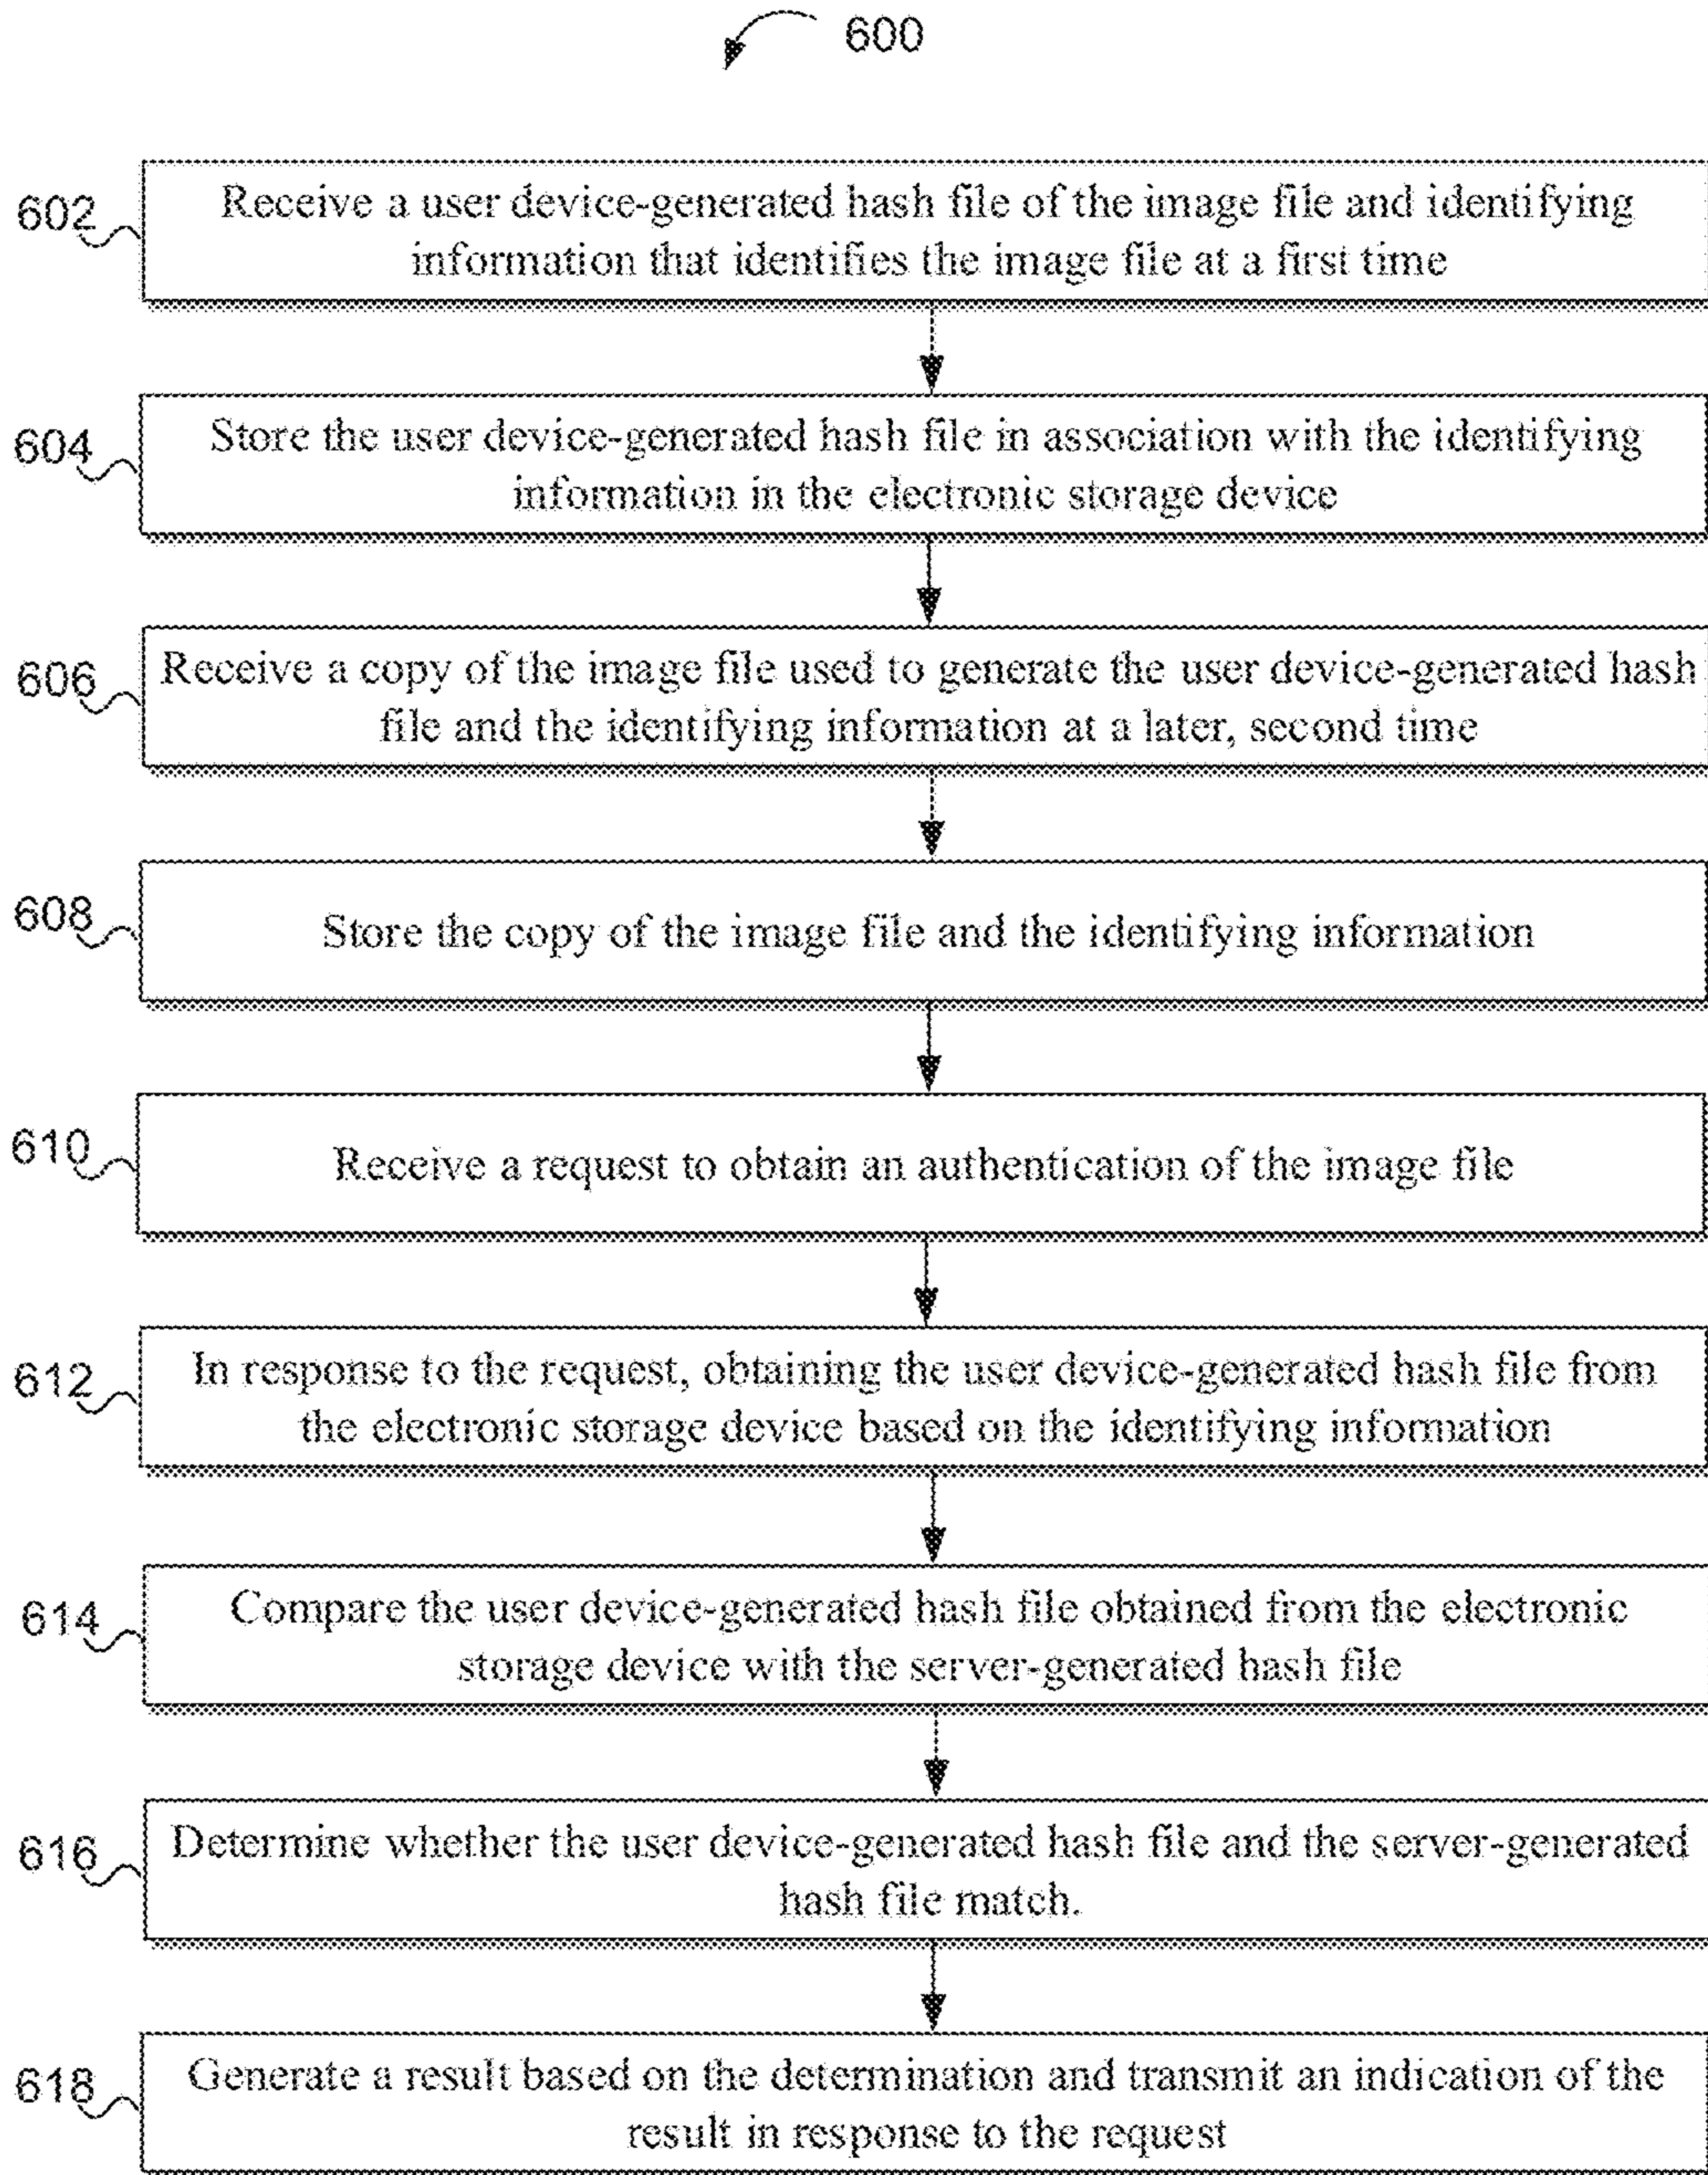 600
602
Receive a user device-generated hash file of the image file and identifying
information that identifies the image file at a first time
604
Store the user device-generated hash file in association with the identifying
information in the electronic storage device
606
Receive a copy of the image file used to generate the user device-generated hash
file and the identifying information at a later, second time
608
Store the copy of the image file and the identifying information
610
Receive a request to obtain an authentication of the image file
612
In response to the request, obtaining the user device-generated hash file from
the electronic storage device based on the identifying information
614
Compare the user device-generated hash file obtained from the electronic
storage device with the server-generated hash file
616
Determine whether the user device-generated hash file and the server-generated
hash file match.
618
Generate a result based on the determination and transmit an indication of the
result in response to the request